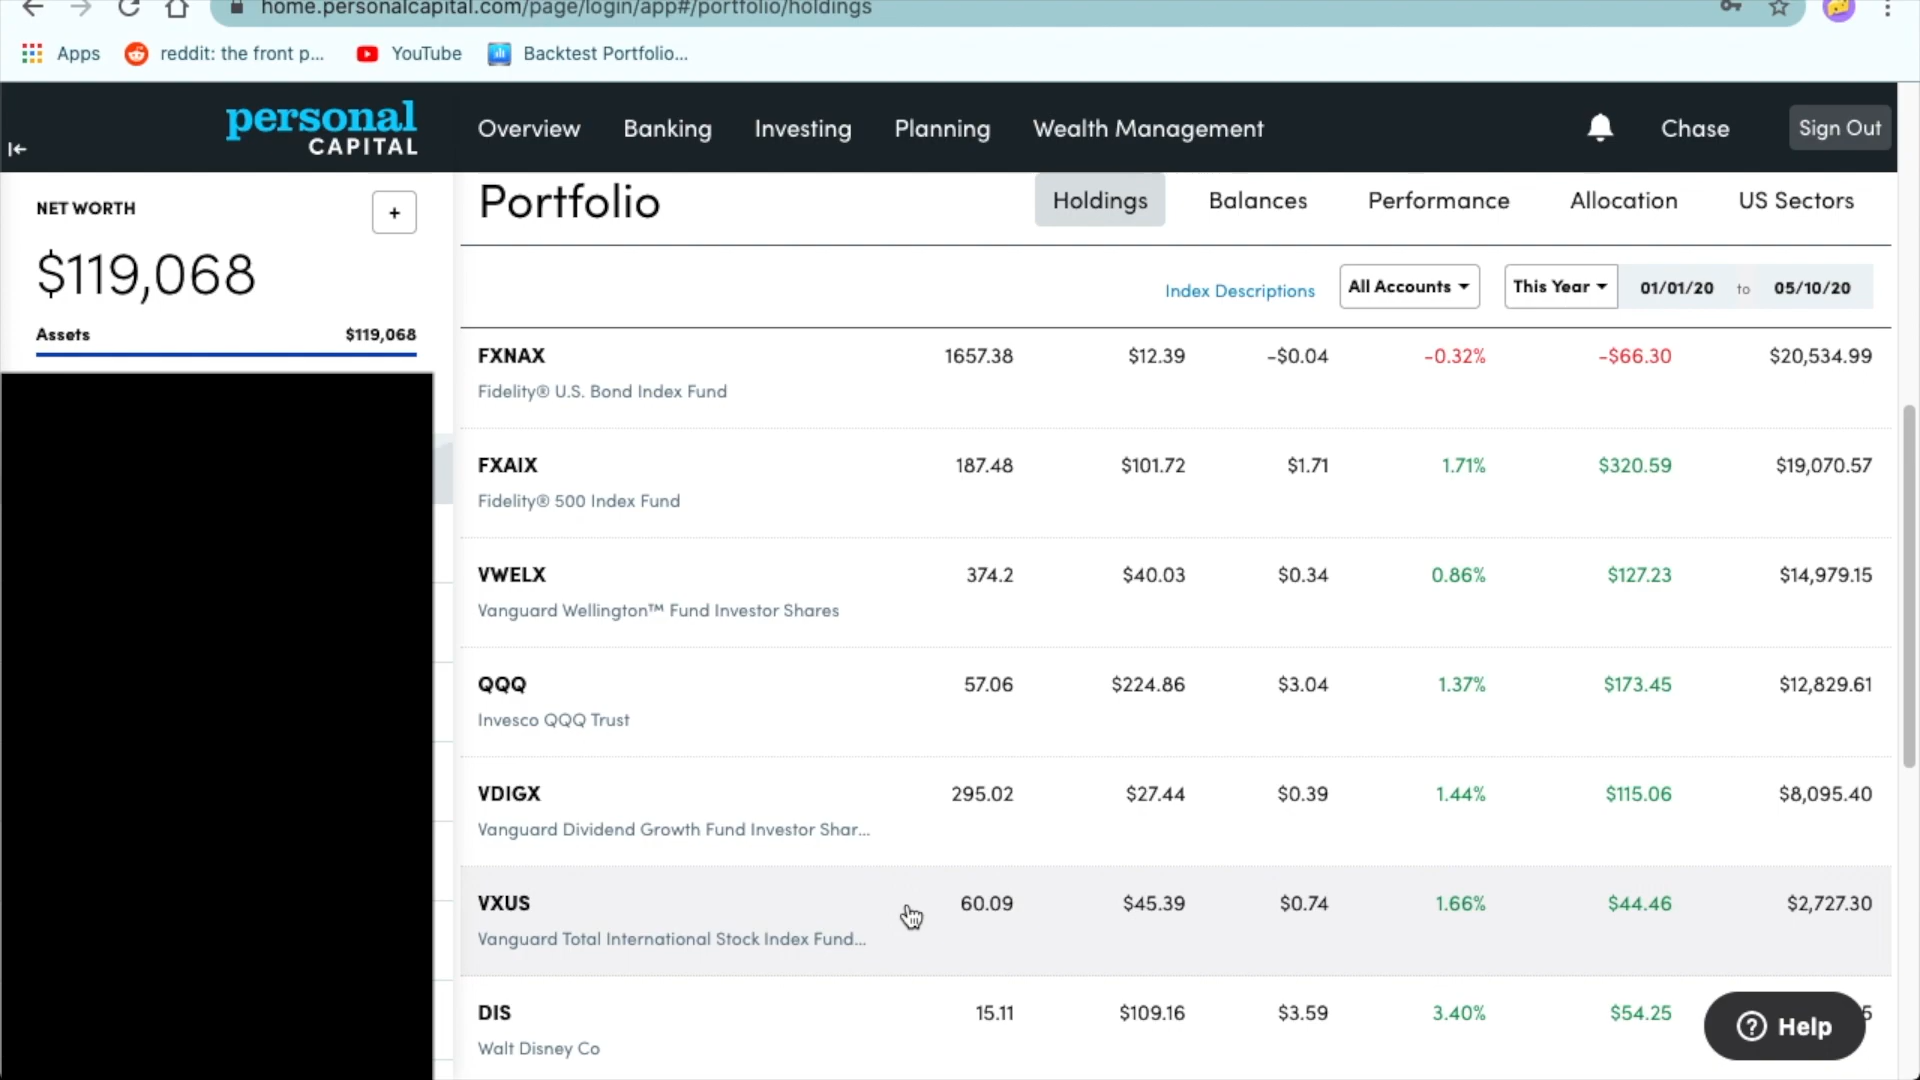 home.personalcapital.com/page/login/app#/portfolio/holdings
Apps reddit: the front p... YouTube Backtest Portfolio...
personal CAPITAL Overview Banking Investing Planning Wealth Management Chase Sign Out
NET WORTH +
$119,068
Assets $119,068
Portfolio Holdings Balances Performance Allocation US Sectors
Index Descriptions All Accounts This Year 01/01/20 to 05/10/20
FXNAX 1657.38 $12.39 -$0.04 -0.32% -$66.30 $20,534.99
Fidelity® U.S. Bond Index Fund
FXAIX 187.48 $101.72 $1.71 1.71% $320.59 $19,070.57
Fidelity® 500 Index Fund
VWELX 374.2 $40.03 $0.34 0.86% $127.23 $14,979.15
Vanguard Wellington™ Fund Investor Shares
QQQ 57.06 $224.86 $3.04 1.37% $173.45 $12,829.61
Invesco QQQ Trust
VDIGX 295.02 $27.44 $0.39 1.44% $115.06 $8,095.40
Vanguard Dividend Growth Fund Investor Shar...
VXUS 60.09 $45.39 $0.74 1.66% $44.46 $2,727.30
Vanguard Total International Stock Index Fund...
DIS 15.11 $109.16 $3.59 3.40% $54.25
Walt Disney Co
? Help